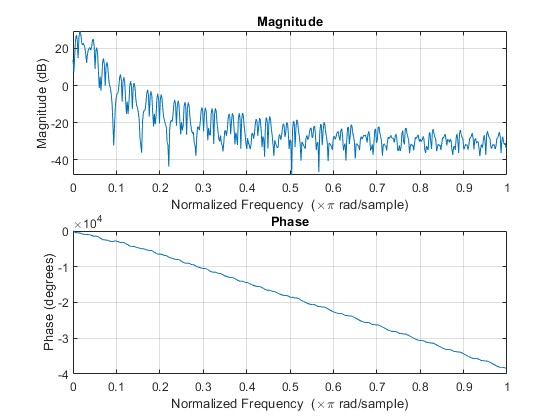 Magnitude
Magnitude (dB)
20
0
-20
-40
0 0.1 0.2 0.3 0.4 0.5 0.6 0.7 0.8 0.9 1
Normalized Frequency (×π rad/sample)
Phase
×10⁴
Phase (degrees)
0
-1
-2
-3
-4
0 0.1 0.2 0.3 0.4 0.5 0.6 0.7 0.8 0.9 1
Normalized Frequency (×π rad/sample)